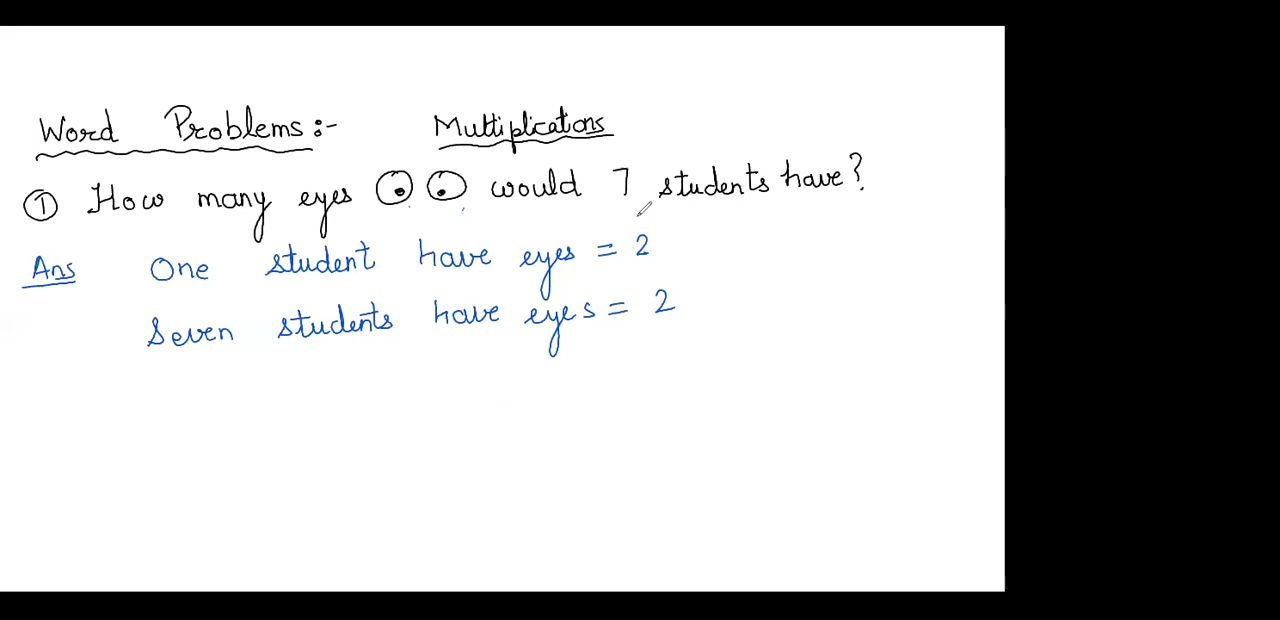 Word Problems :- Multiplications
① How many eyes would 7 students have?
Ans One student have eyes = 2
Seven students have eyes = 2